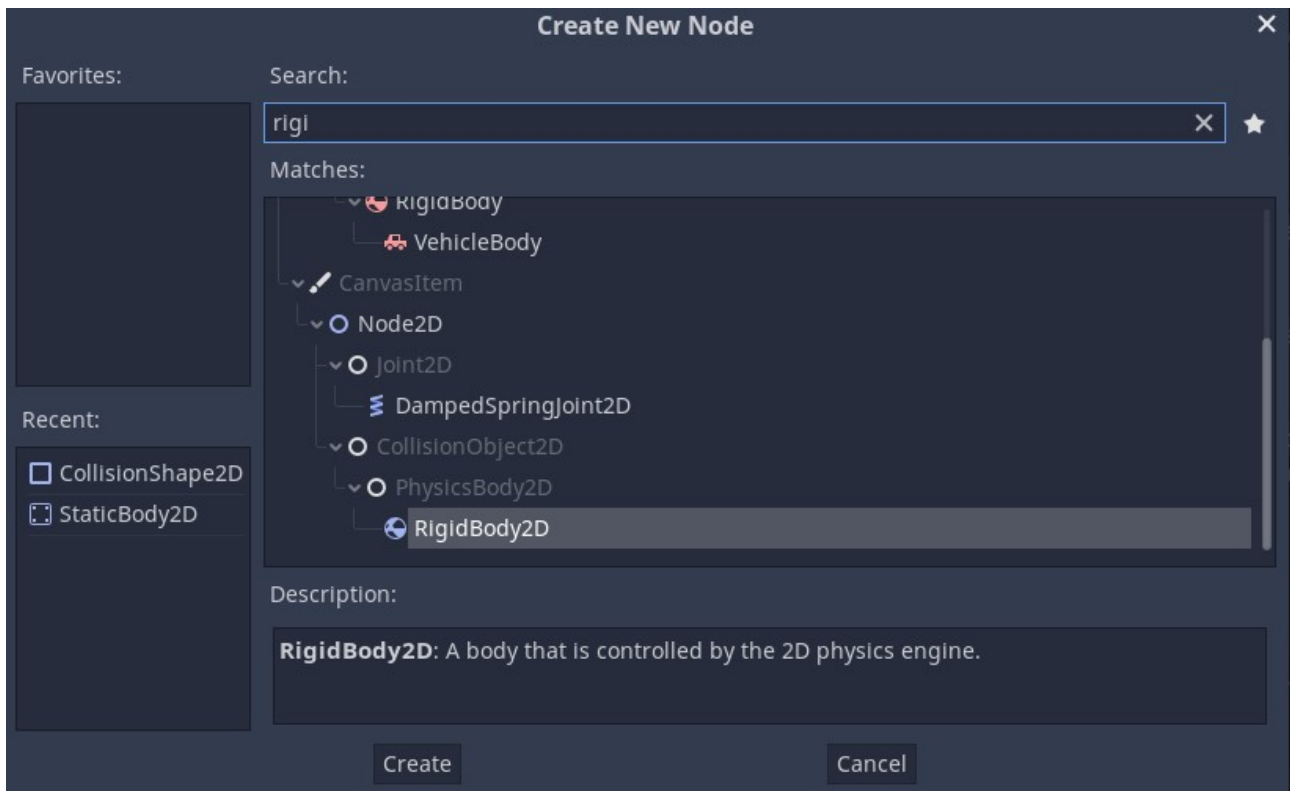 Create New Node
Favorites:
Search:
rigi
Matches:
RigidBody
VehicleBody
CanvasItem
Node2D
Joint2D
DampedSpringJoint2D
CollisionObject2D
PhysicsBody2D
RigidBody2D
Recent:
CollisionShape2D
StaticBody2D
Description:
RigidBody2D: A body that is controlled by the 2D physics engine.
Create
Cancel